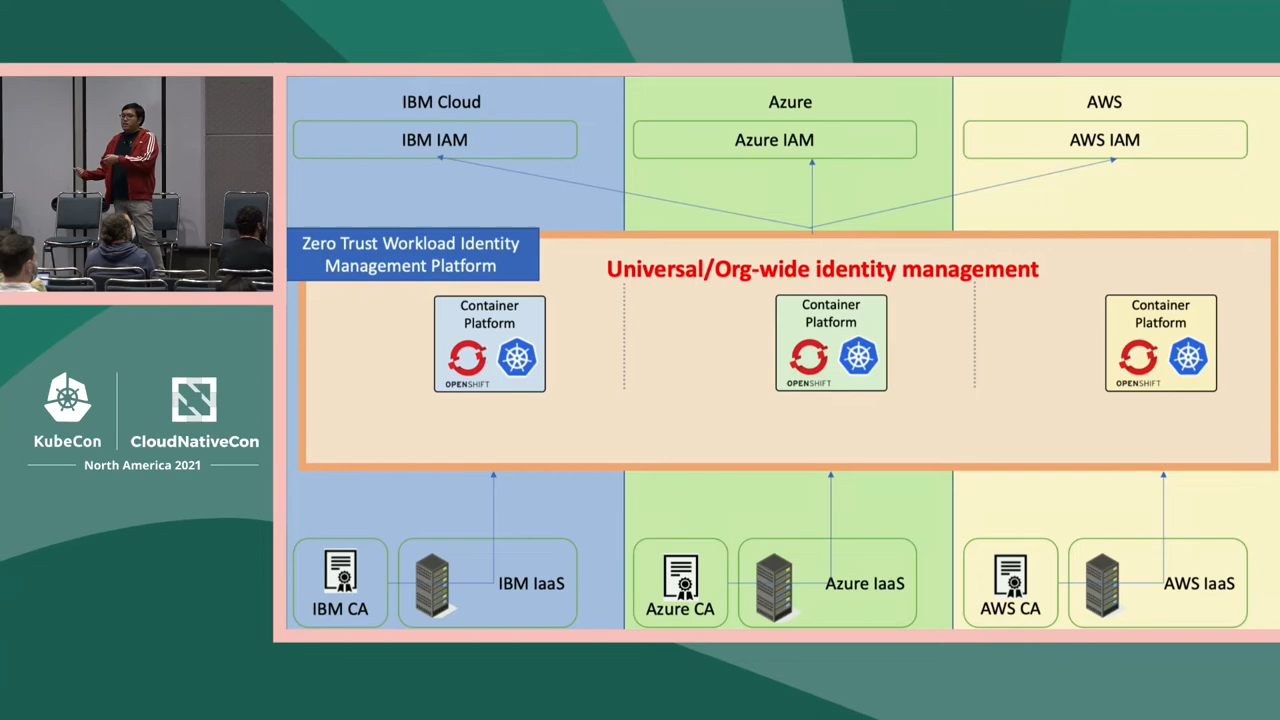 IBM Cloud
Azure
AWS
IBM IAM
Azure IAM
AWS IAM
Zero Trust Workload Identity
Management Platform
Universal/Org-wide identity management
Container
Platform
OPENSHIFT
Container
Platform
OPENSHIFT
Container
Platform
OPENSHIFT
KubeCon
CloudNativeCon
North America 2021
IBM CA
IBM IaaS
Azure CA
Azure IaaS
AWS CA
AWS IaaS